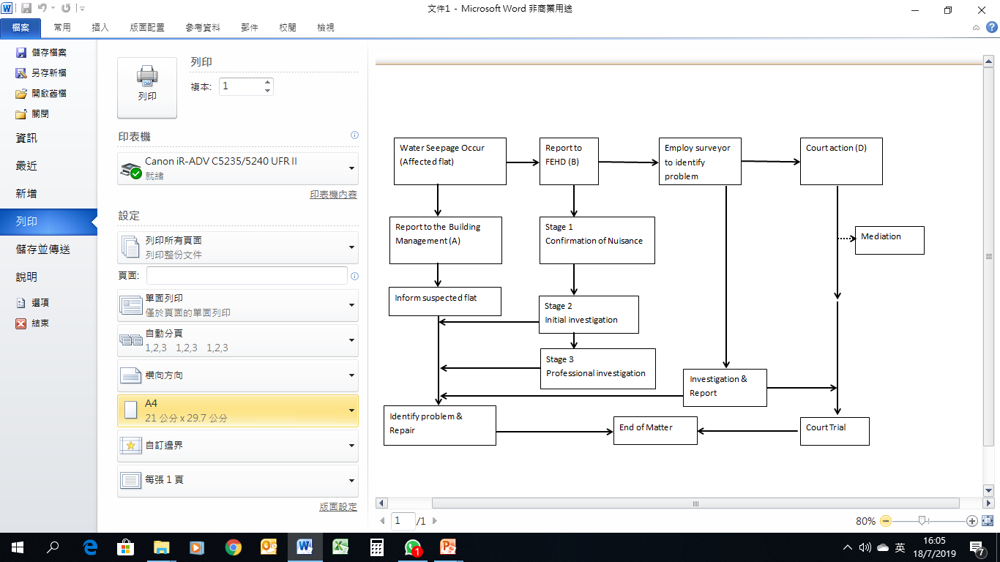 文件1 - Microsoft Word 非商業用途
檔案 常用 插入 版面配置 參考資料 郵件 校閱 檢視
儲存檔案
另存新檔
開啟舊檔
關閉
資訊
最近
新增
列印
儲存並傳送
說明
選項
結束
列印
列印
複本: 1
印表機
Canon iR-ADV C5235/5240 UFR II
就緒
印表機內容
設定
列印所有頁面
列印整份文件
頁面:
單面列印
僅於頁面的單面列印
自動分頁
1,2,3 1,2,3 1,2,3
橫向方向
A4
21 公分 x 29.7 公分
自訂邊界
每張 1 頁
版面設定
Water Seepage Occur
(Affected flat)
Report to
FEHD (B)
Employ surveyor
to identify
problem
Court action (D)
Report to the Building
Management (A)
Stage 1
Confirmation of Nuisance
Mediation
Inform suspected flat
Stage 2
Initial investigation
Stage 3
Professional investigation
Investigation &
Report
Identify problem &
Repair
End of Matter
Court Trial
1 /1
80%
英
16:05
18/7/2019
1
7